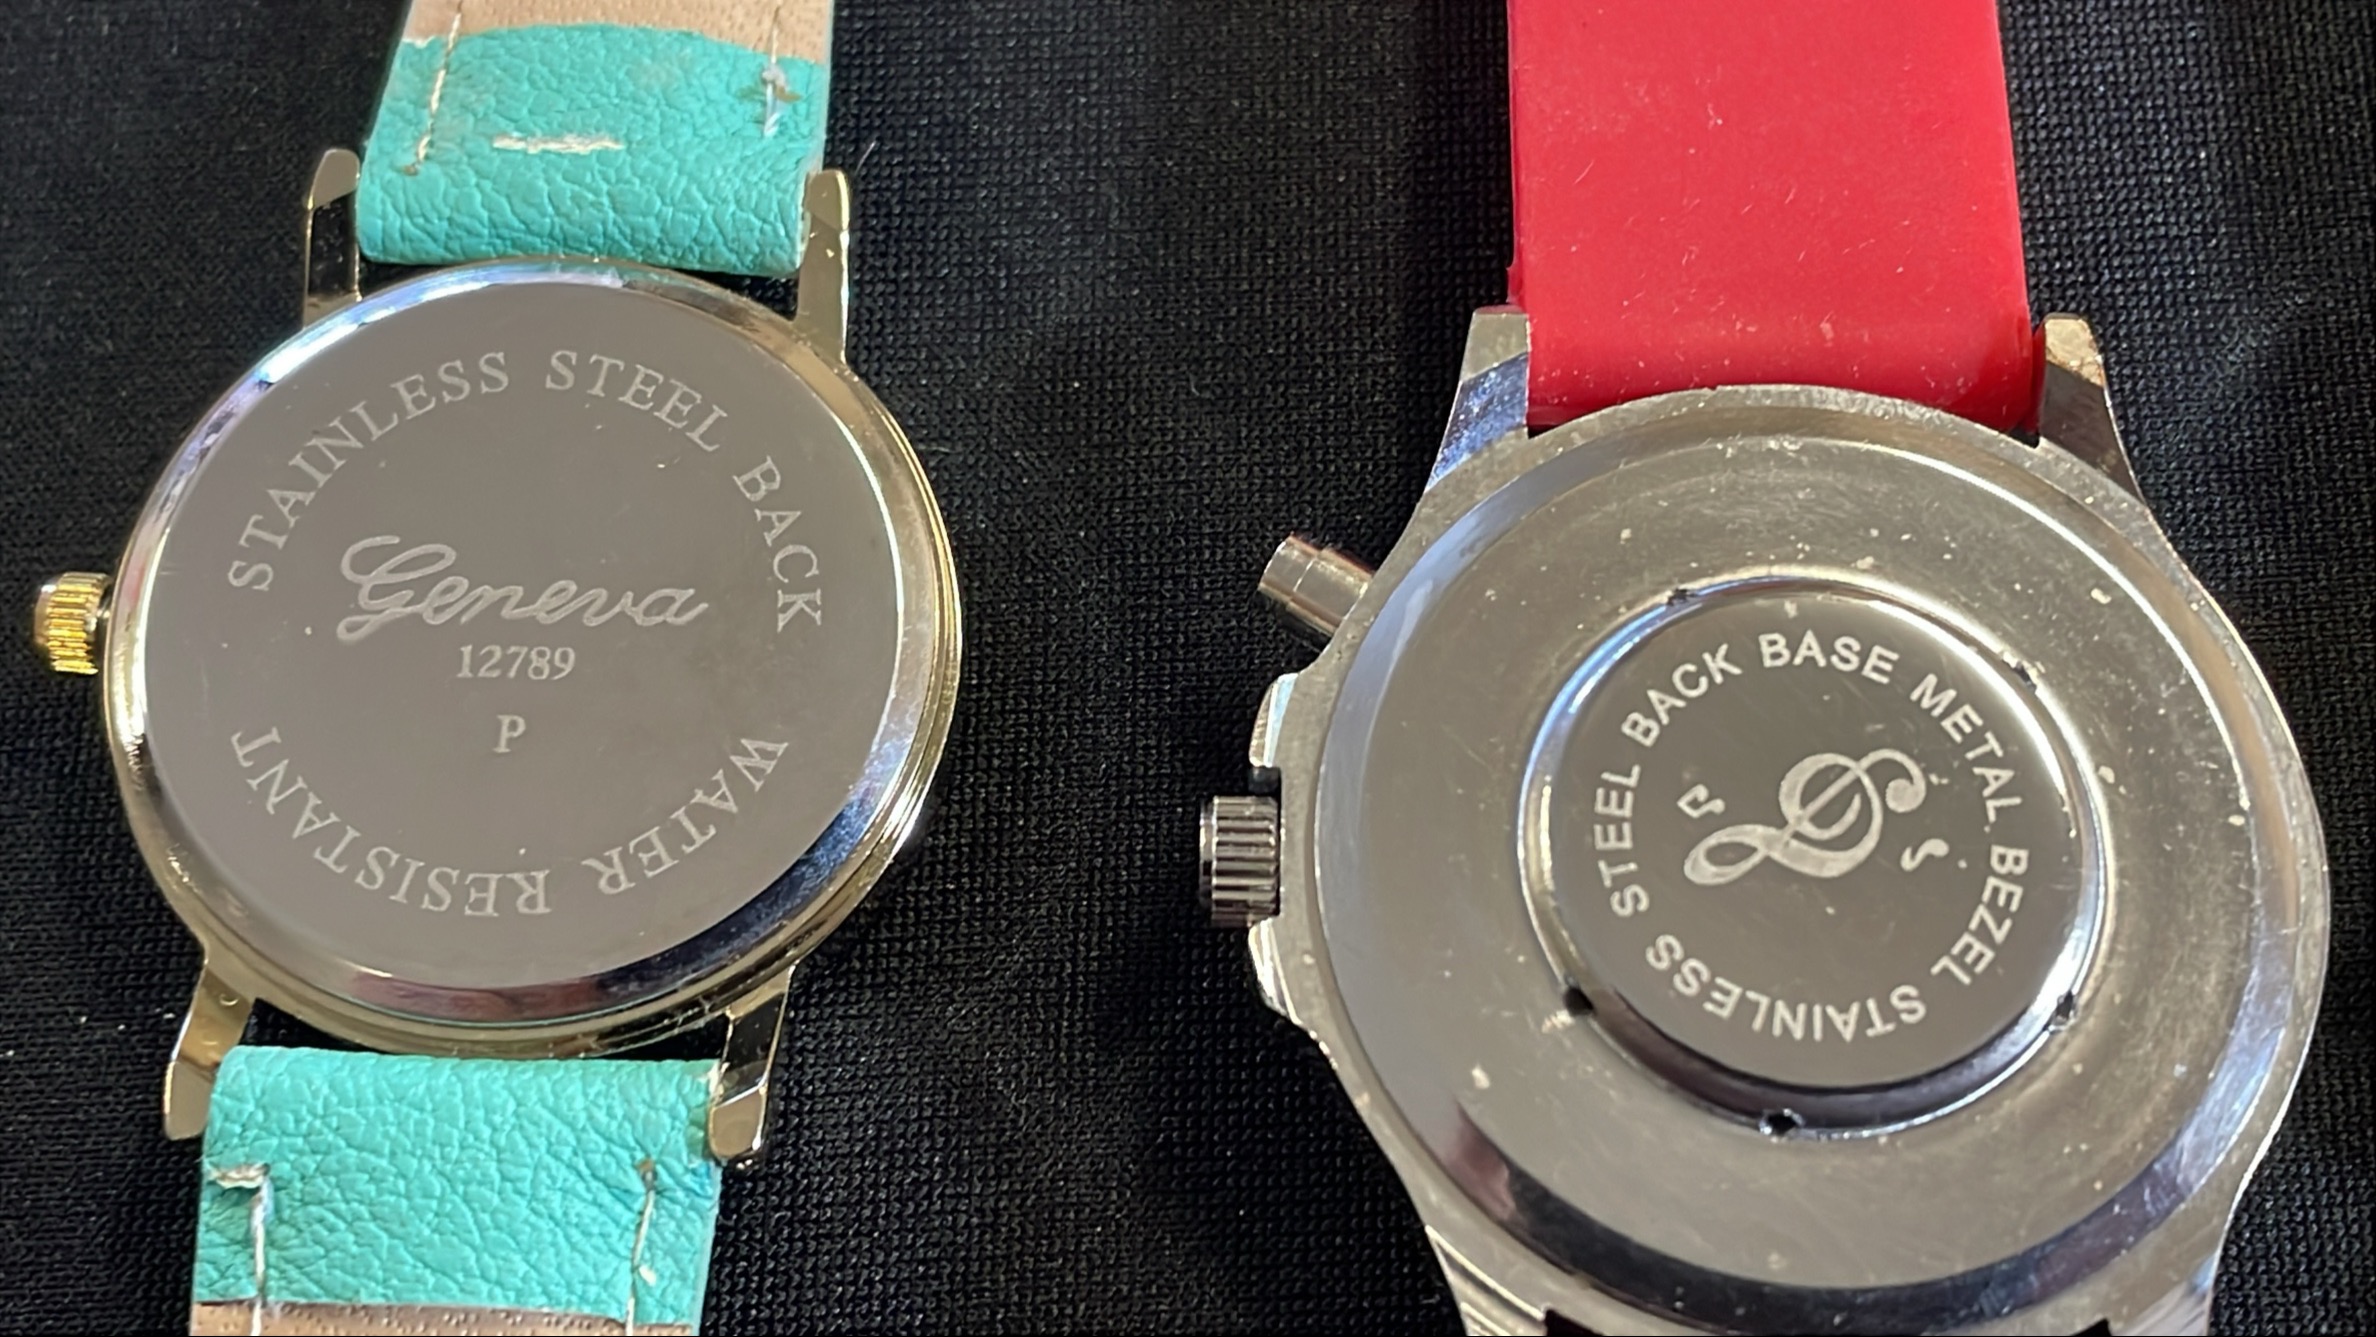 STAINLESS STEEL BACK
Geneva
12789
P
WATER RESISTANT
STAINLESS STEEL BACK BASE METAL BEZEL